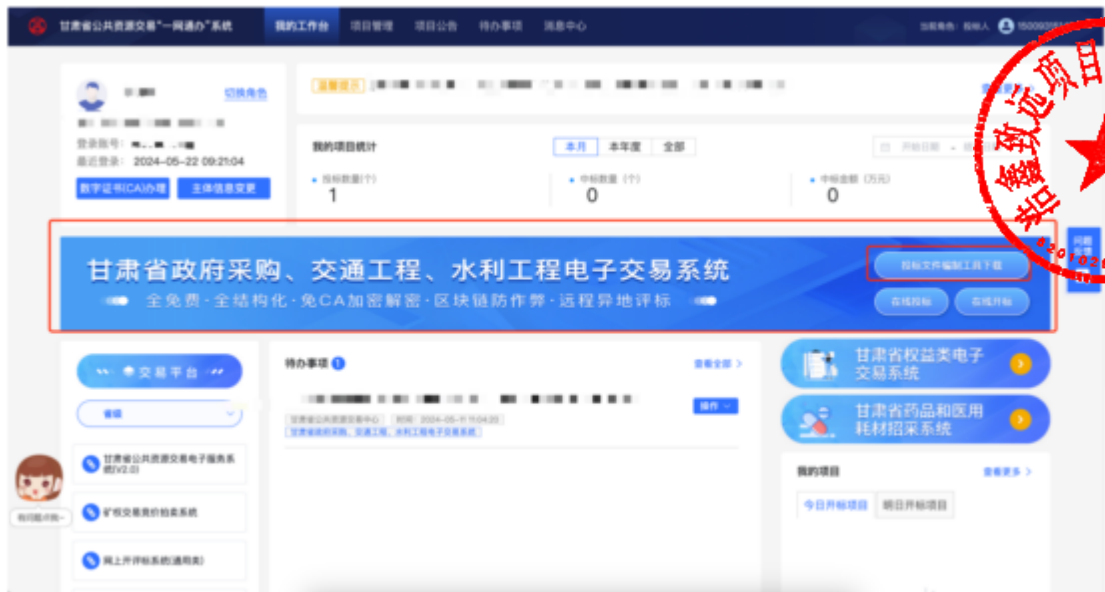 甘肃省公共资源交易“一网通办”系统 我的工作台 项目管理 项目公告 待办事项 消息中心 当前角色：投标人
切换角色
温馨提示
登录账号：
最近登录： 2024-05-22 09:21:04
数字证书(CA)办理 主体信息变更
我的项目统计 本月 本年度 全部 开始日期
投标数量(个) 中标数量 (个) 中标金额 (万元)
1 0 0
甘肃省政府采购、交通工程、水利工程电子交易系统
全免费·全结构化·免CA加密解密·区块链防作弊·远程异地评标
投标文件编制工具下载
在线投标 在线开标
交易平台
省级
甘肃省公共资源交易电子服务系统(V2.0)
矿权交易竞价拍卖系统
网上开评标系统(通用类)
待办事项 1 查看全部 >
操作
甘肃省公共资源交易中心 时间: 2024-05-11 11:04:20
甘肃省政府采购、交通工程、水利工程电子交易系统
甘肃省权益类电子
交易系统
甘肃省药品和医用
耗材招采系统
我的项目 查看更多 >
今日开标项目 明日开标项目
有问题点我~
鑫致远项目